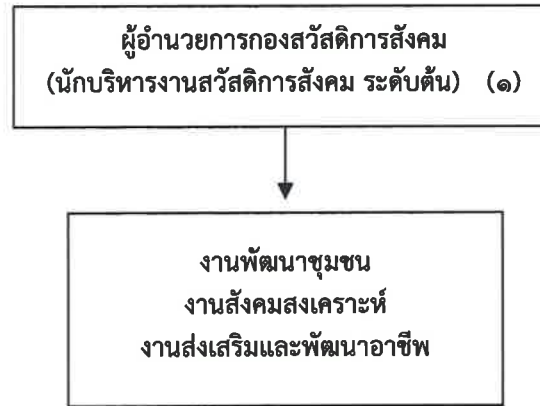 ผู้อำนวยการกองสวัสดิการสังคม
(นักบริหารงานสวัสดิการสังคม ระดับต้น) (๑)
งานพัฒนาชุมชน
งานสังคมสงเคราะห์
งานส่งเสริมและพัฒนาอาชีพ